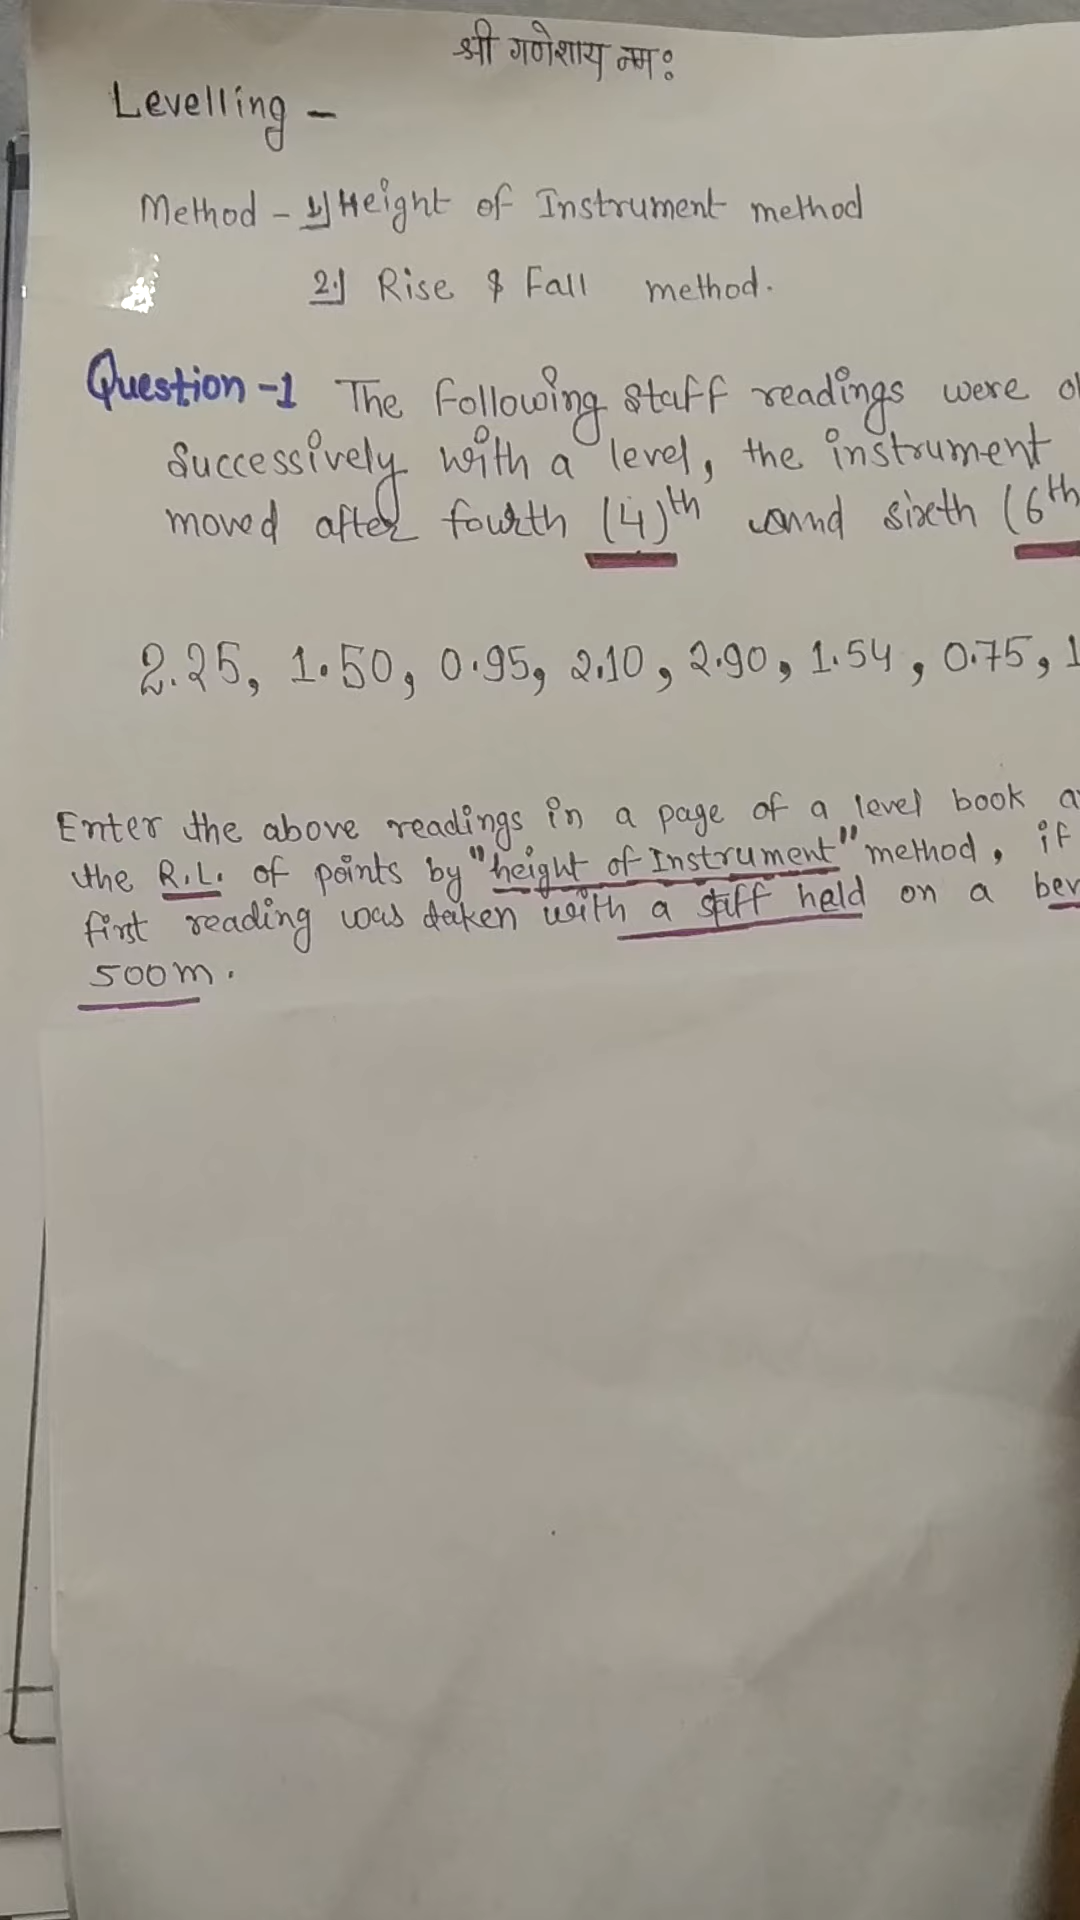 श्री गणेशाय नमः
Levelling -
Method - 1) Height of Instrument method
2.) Rise & Fall method.
Question -1 The following staff readings were
successively with a level, the instrument
moved after fourth (4)th and sixth (6th
2.25, 1.50, 0.95, 2.10, 2.90, 1.54, 0.75, 1
Enter the above readings in a page of a level book
the R.L. of points by "height of Instrument" method, if
first reading was taken with a staff held on a
500m.